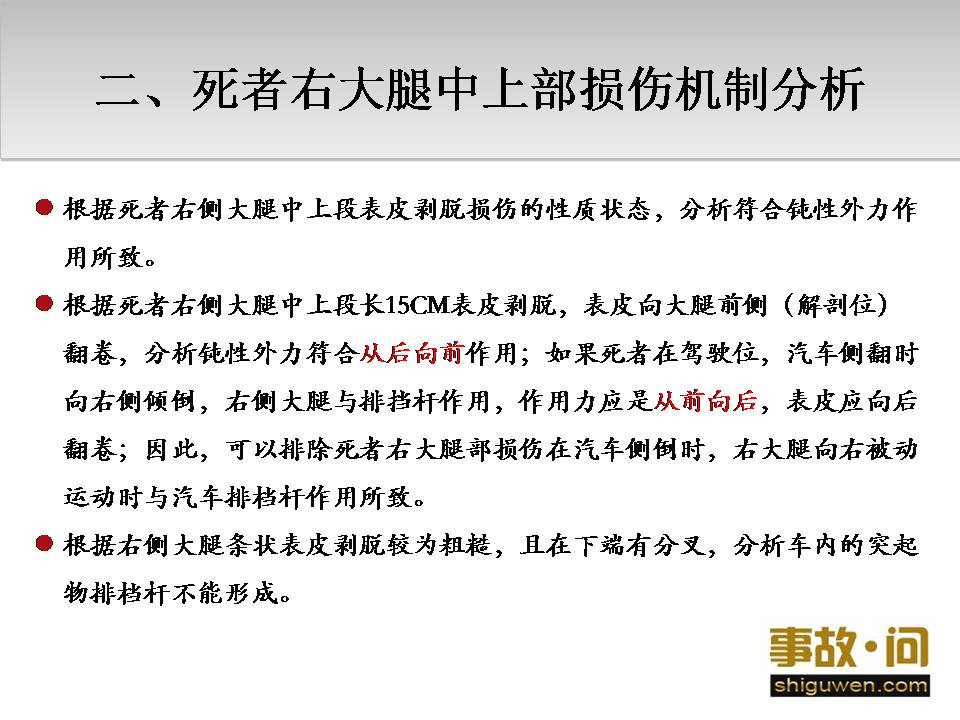 二、死者右大腿中上部损伤机制分析
根据死者右侧大腿中上段表皮剥脱损伤的性质状态，分析符合钝性外力作
用所致。
根据死者右侧大腿中上段长15CM表皮剥脱，表皮向大腿前侧（解剖位）
翻卷，分析钝性外力符合从后向前作用；如果死者在驾驶位，汽车侧翻时
向右侧倾倒，右侧大腿与排挡杆作用，作用力应是从前向后，表皮应向后
翻卷；因此，可以排除死者右大腿部损伤在汽车侧倒时，右大腿向右被动
运动时与汽车排档杆作用所致。
根据右侧大腿条状表皮剥脱较为粗糙，且在下端有分叉，分析车内的突起
物排档杆不能形成。
事故·问
shiguwen.com